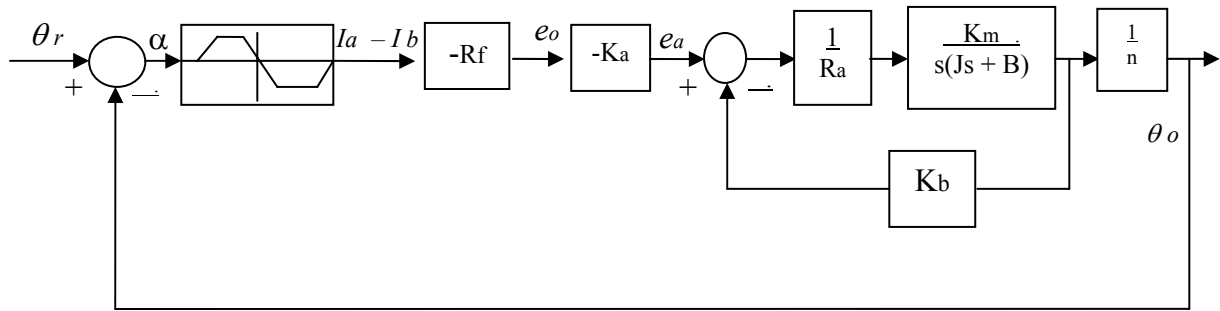 θr
+
α
Ia − Ib
-Rf
eo
-Ka
ea
+
1
Ra
Km
s(Js + B)
1
n
θo
Kb